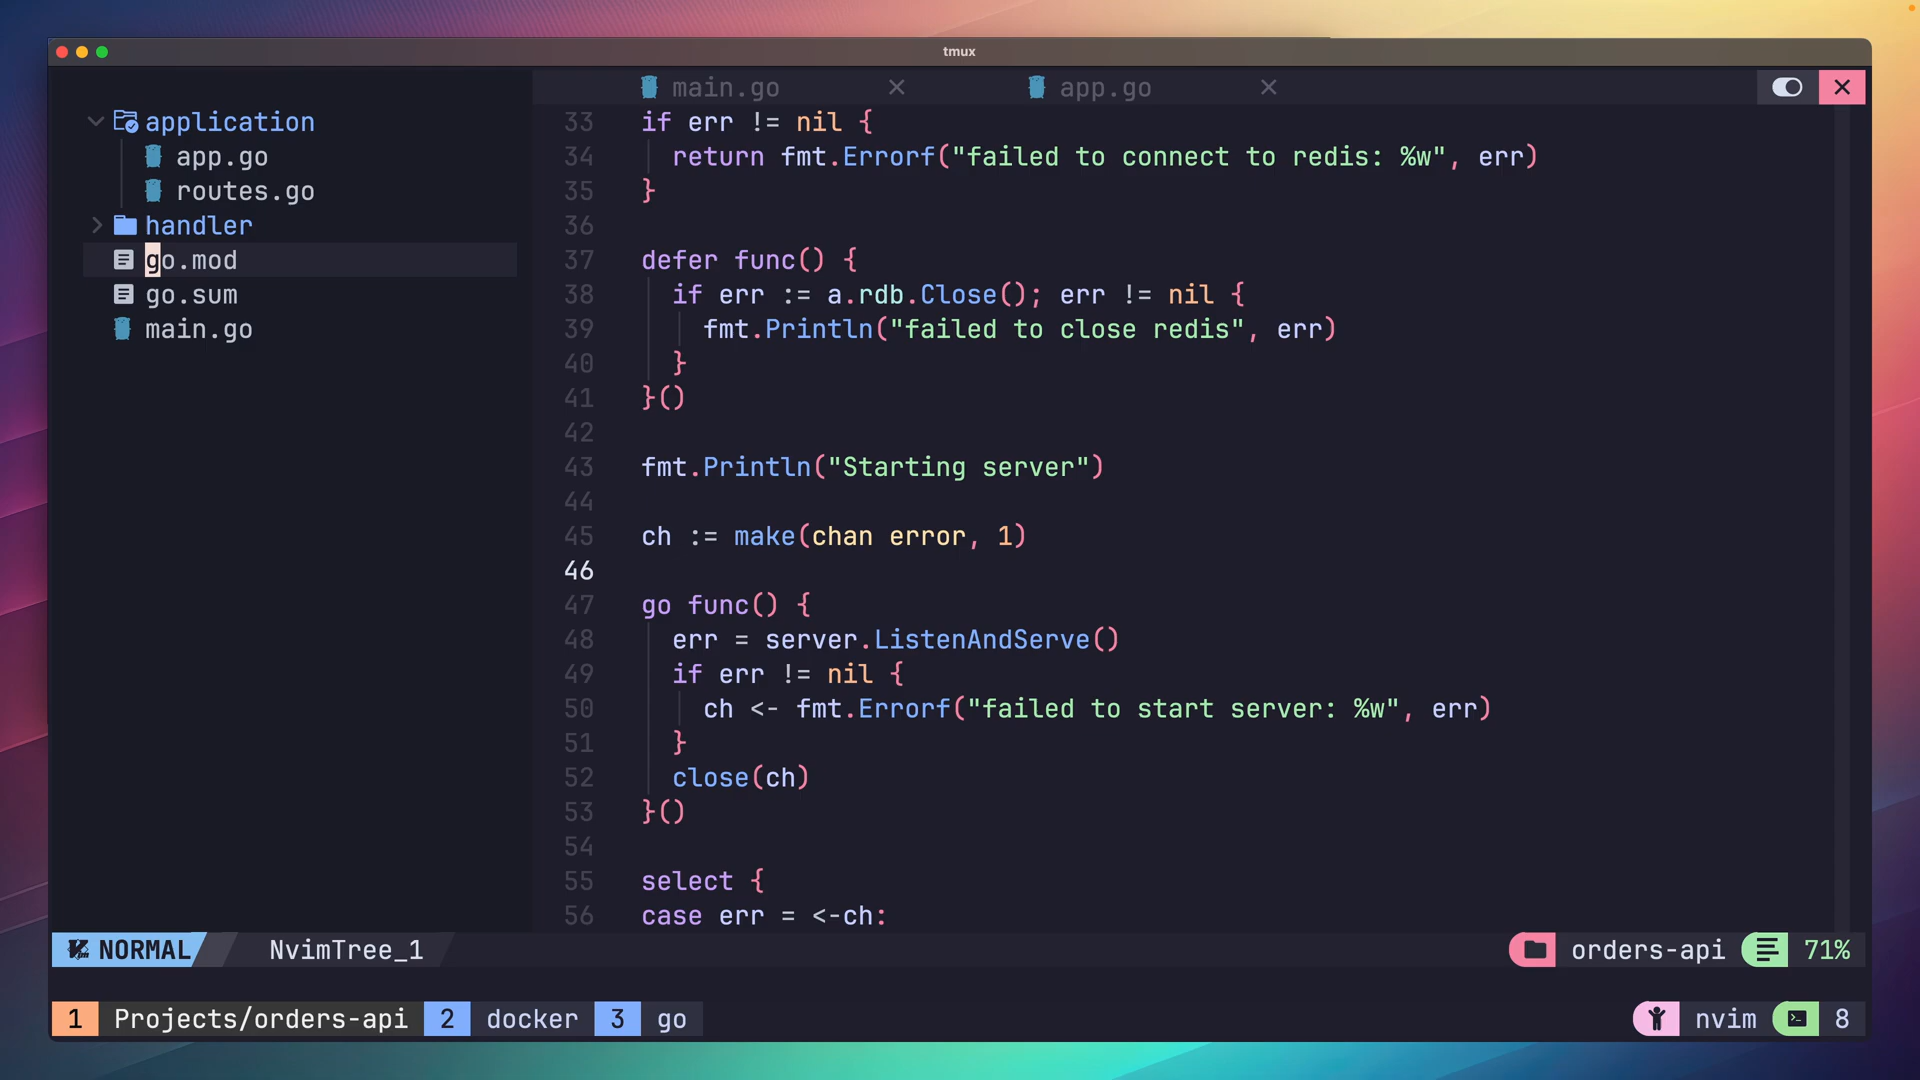 tmux
main.go
app.go
application
app.go
routes.go
handler
go.mod
go.sum
main.go
33 if err != nil {
34 return fmt.Errorf("failed to connect to redis: %w", err)
35 }
36
37 defer func() {
38 if err := a.rdb.Close(); err != nil {
39 fmt.Println("failed to close redis", err)
40 }
41 }()
42
43 fmt.Println("Starting server")
44
45 ch := make(chan error, 1)
46
47 go func() {
48 err = server.ListenAndServe()
49 if err != nil {
50 ch <- fmt.Errorf("failed to start server: %w", err)
51 }
52 close(ch)
53 }()
54
55 select {
56 case err = <-ch:
NORMAL NvimTree_1 orders-api 71%
1 Projects/orders-api 2 docker 3 go nvim 8